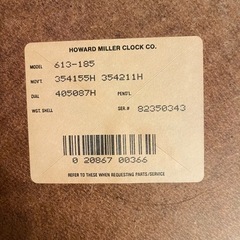 HOWARD MILLER CLOCK CO.
MODEL 613-185
MOV'T. 354155H 354211H
DIAL 405087H PEND'L
WGT. SHELL SER.# 82350343
0 20867 00366
REFER TO THESE WHEN REQUESTING PARTS/SERVICE